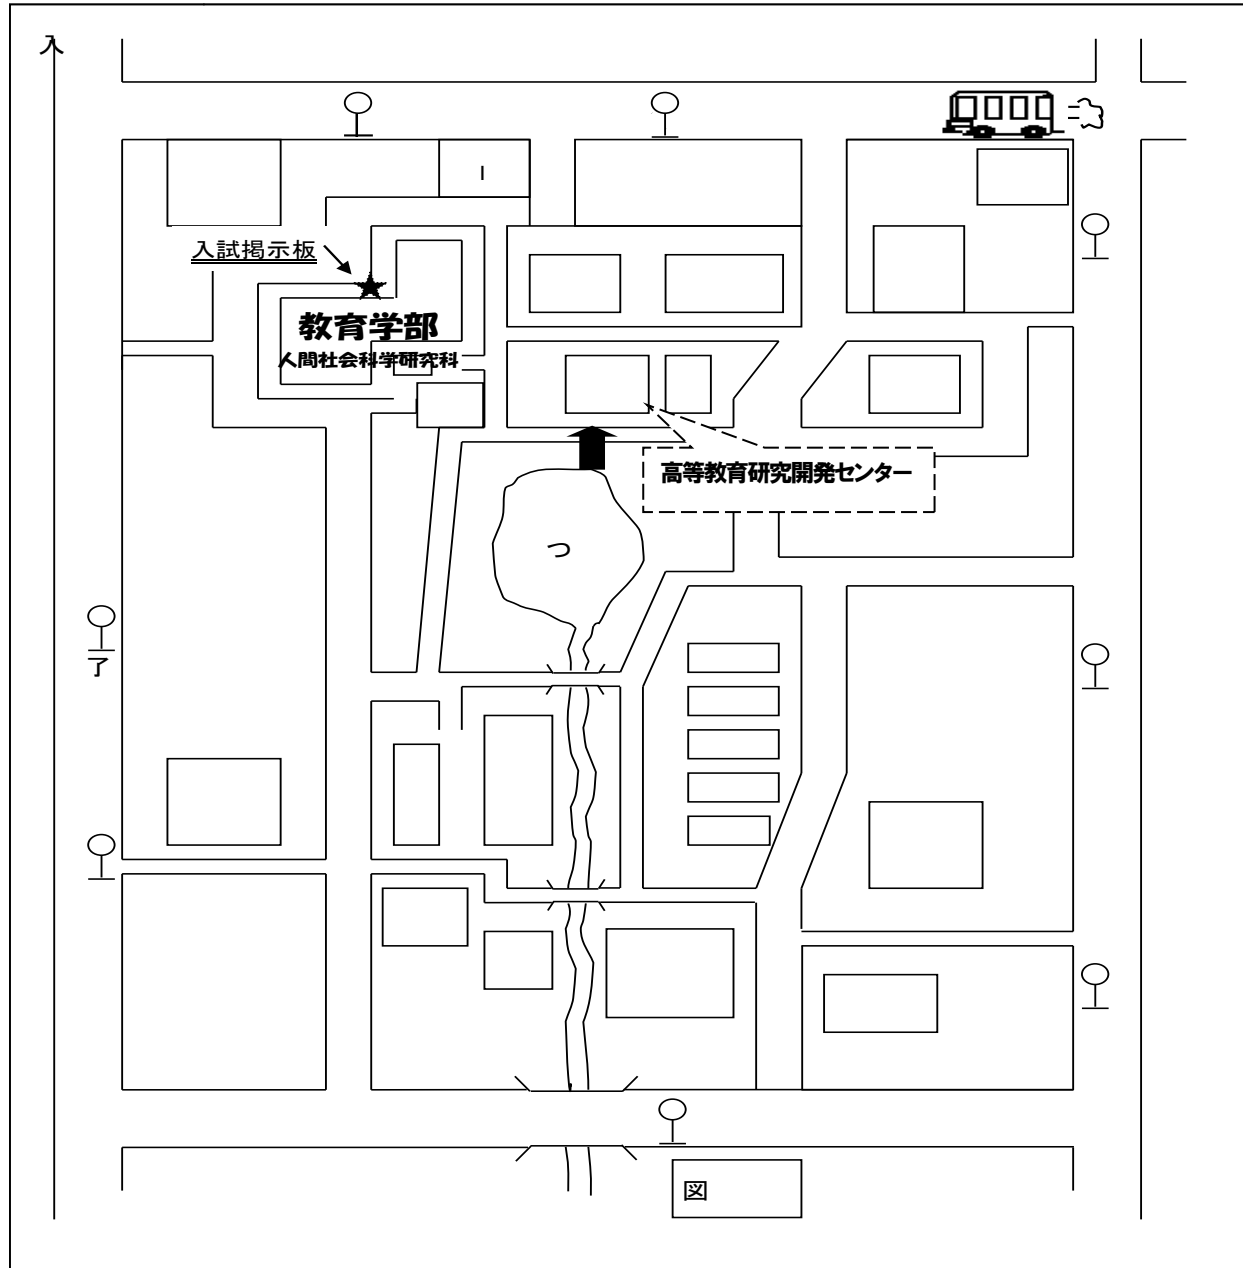 入
I
入試掲示板
教育学部
人間社会科学研究科
高等教育研究開発センター
つ
了
図